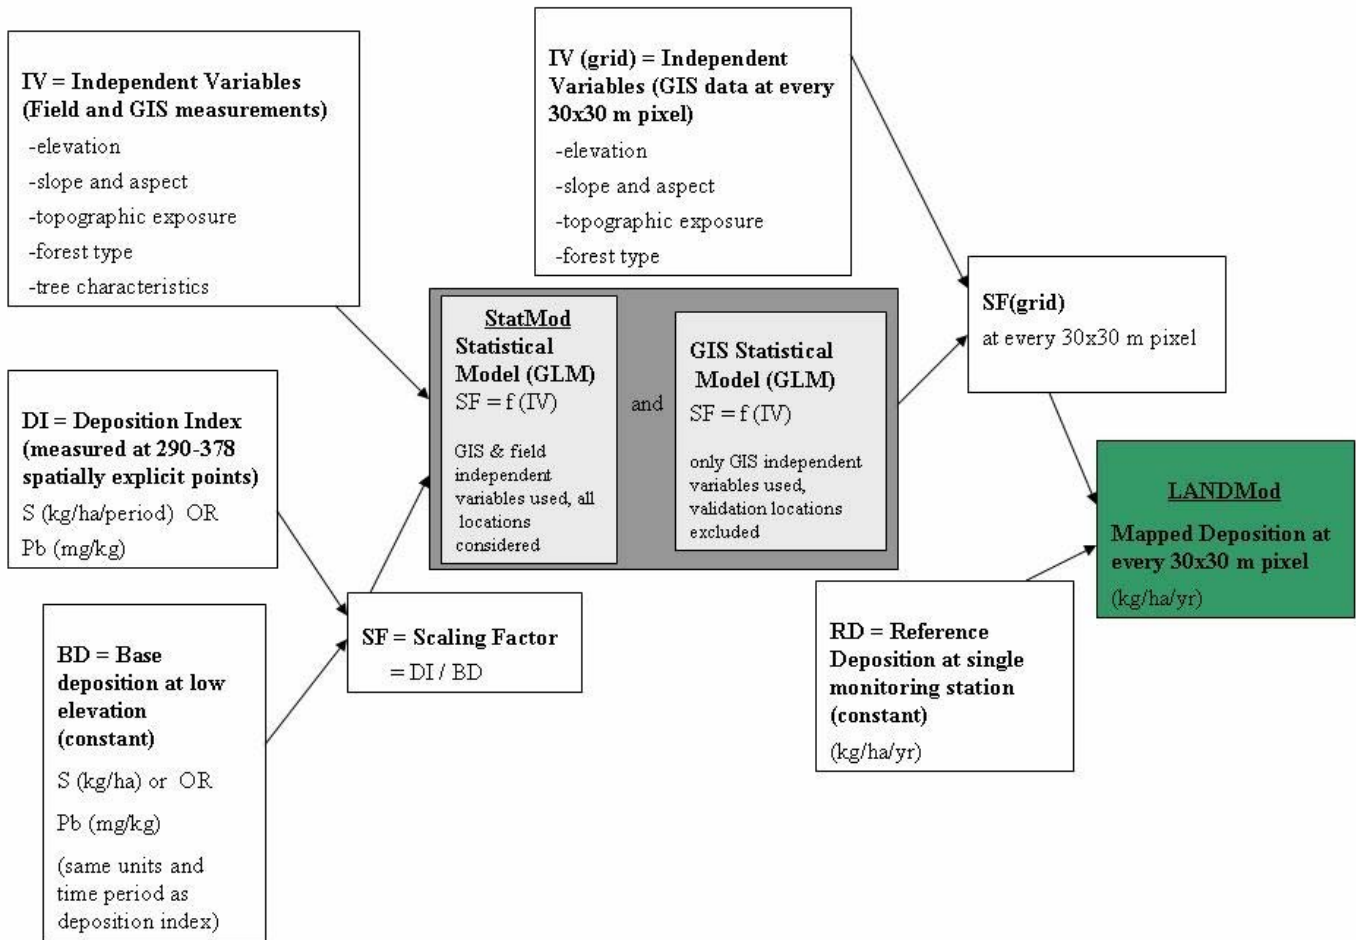 IV = Independent Variables
(Field and GIS measurements)
-elevation
-slope and aspect
-topographic exposure
-forest type
-tree characteristics
IV (grid) = Independent
Variables (GIS data at every
30x30 m pixel)
-elevation
-slope and aspect
-topographic exposure
-forest type
DI = Deposition Index
(measured at 290-378
spatially explicit points)
S (kg/ha/period) OR
Pb (mg/kg)
BD = Base
deposition at low
elevation
(constant)
S (kg/ha) or OR
Pb (mg/kg)
(same units and
time period as
deposition index)
SF = Scaling Factor
= DI / BD
StatMod
Statistical
Model (GLM)
SF = f (IV)
GIS & field
independent
variables used, all
locations
considered
and
GIS Statistical
Model (GLM)
SF = f (IV)
only GIS independent
variables used,
validation locations
excluded
SF(grid)
at every 30x30 m pixel
RD = Reference
Deposition at single
monitoring station
(constant)
(kg/ha/yr)
LANDMod
Mapped Deposition at
every 30x30 m pixel
(kg/ha/yr)